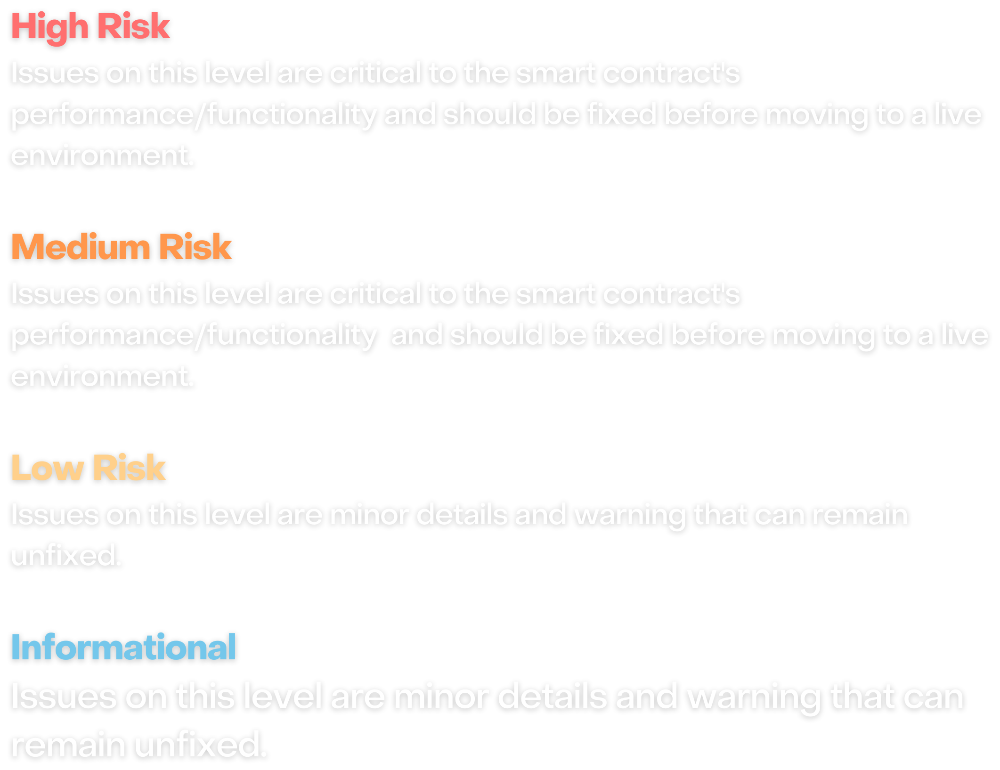 High Risk
Issues on this level are critical to the smart contract's
performance/functionality and should be fixed before moving to a live
environment.
Medium Risk
Issues on this level are critical to the smart contract's
performance/functionality  and should be fixed before moving to a live
environment.
Low Risk
Issues on this level are minor details and warning that can remain
unfixed.
Informational
Issues on this level are minor details and warning that can
remain unfixed.